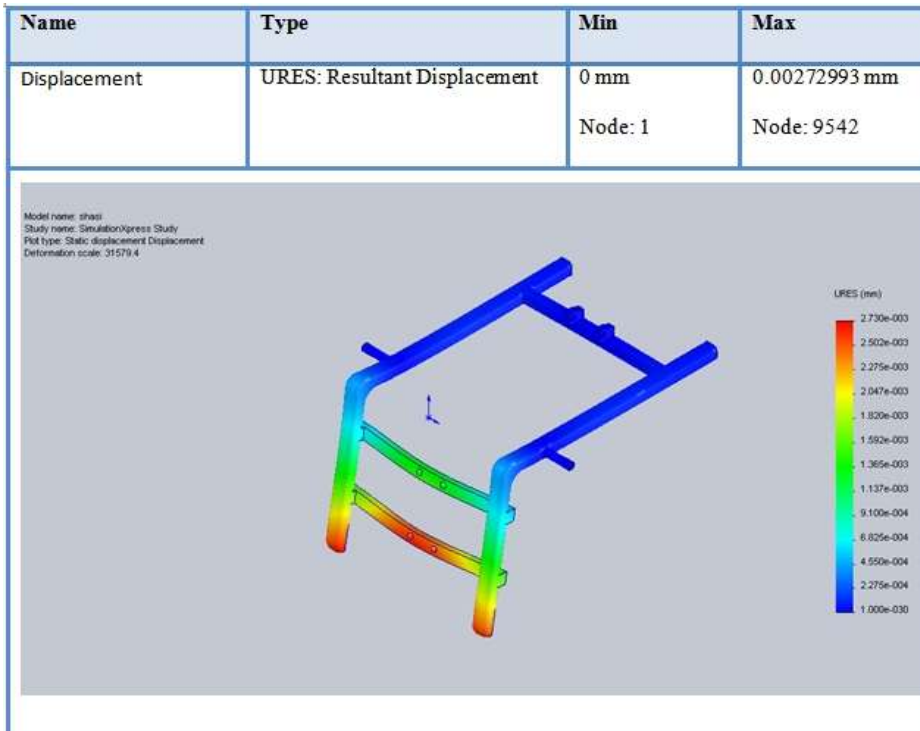 Name Type Min Max
Displacement URES: Resultant Displacement 0 mm 0.00272993 mm
Node: 1 Node: 9542
Model name: shasi
Study name: SimulationXpress Study
Plot type: Static displacement Displacement
Deformation scale: 31579.4
URES (mm)
2.730e-003
2.502e-003
2.275e-003
2.047e-003
1.820e-003
1.592e-003
1.365e-003
1.137e-003
9.100e-004
6.825e-004
4.550e-004
2.275e-004
1.000e-030